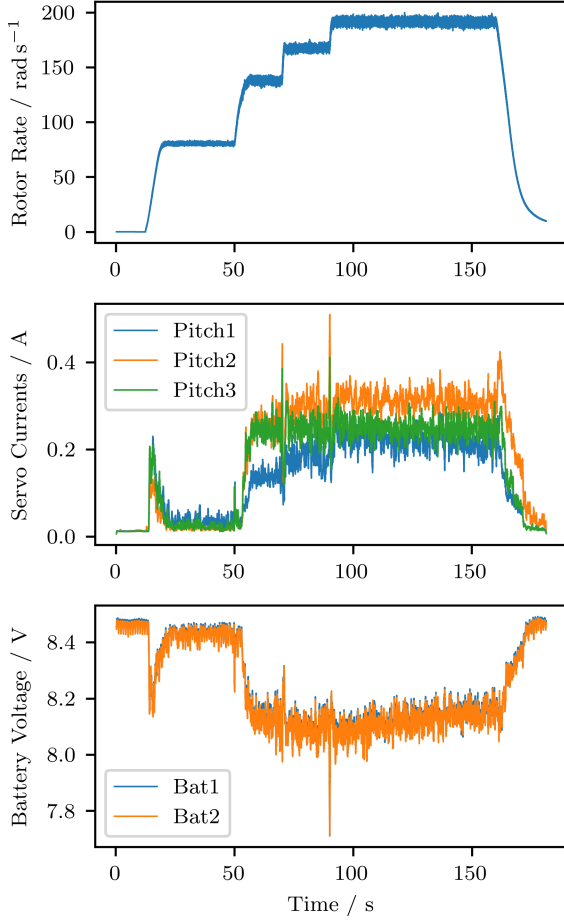 Rotor Rate / rad s⁻¹
200
150
100
50
0
0
50
100
150
Servo Currents / A
0.4
0.2
0.0
Pitch1
Pitch2
Pitch3
0
50
100
150
Battery Voltage / V
8.4
8.2
8.0
7.8
Bat1
Bat2
0
50
100
150
Time / s